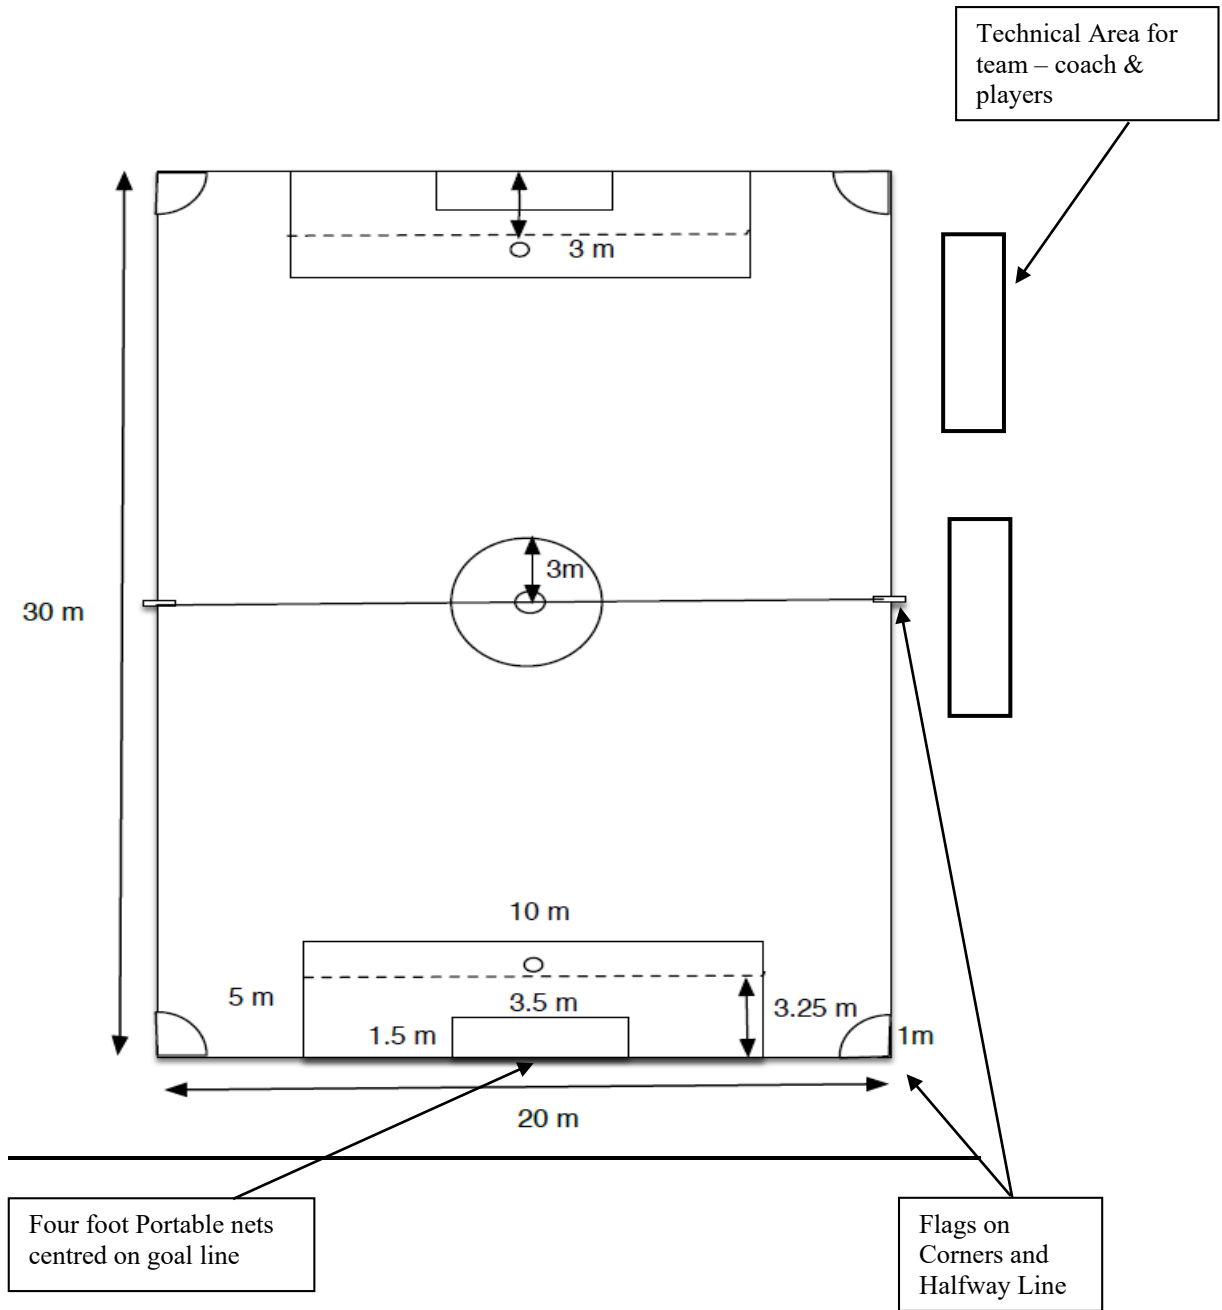 Technical Area for
team – coach &
players
3 m
3m
30 m
10 m
5 m
3.5 m
3.25 m
1.5 m
1m
20 m
Four foot Portable nets
centred on goal line
Flags on
Corners and
Halfway Line